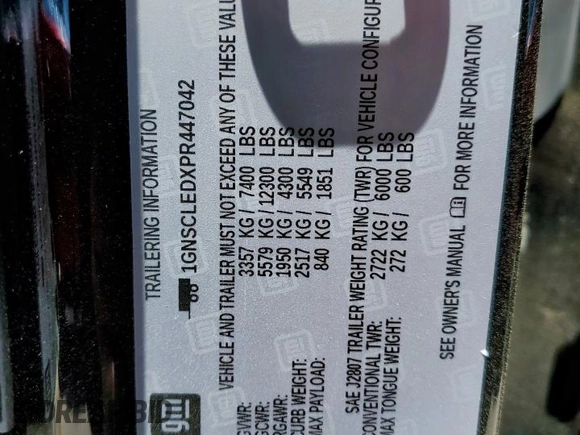 TRAILERING INFORMATION
1GNSCLEDXPR447042
VEHICLE AND TRAILER MUST NOT EXCEED ANY OF THESE VALU
GVWR: 3357 KG / 7400 LBS
GCWR: 5579 KG / 12300 LBS
RGAWR: 1950 KG / 4300 LBS
CURB WEIGHT: 2517 KG / 5549 LBS
MAX PAYLOAD: 840 KG / 1851 LBS
SAE J2807 TRAILER WEIGHT RATING (TWR) FOR VEHICLE CONFIGUR
CONVENTIONAL TWR: 2722 KG / 6000 LBS
MAX TONGUE WEIGHT: 272 KG / 600 LBS
SEE OWNER'S MANUAL FOR MORE INFORMATION